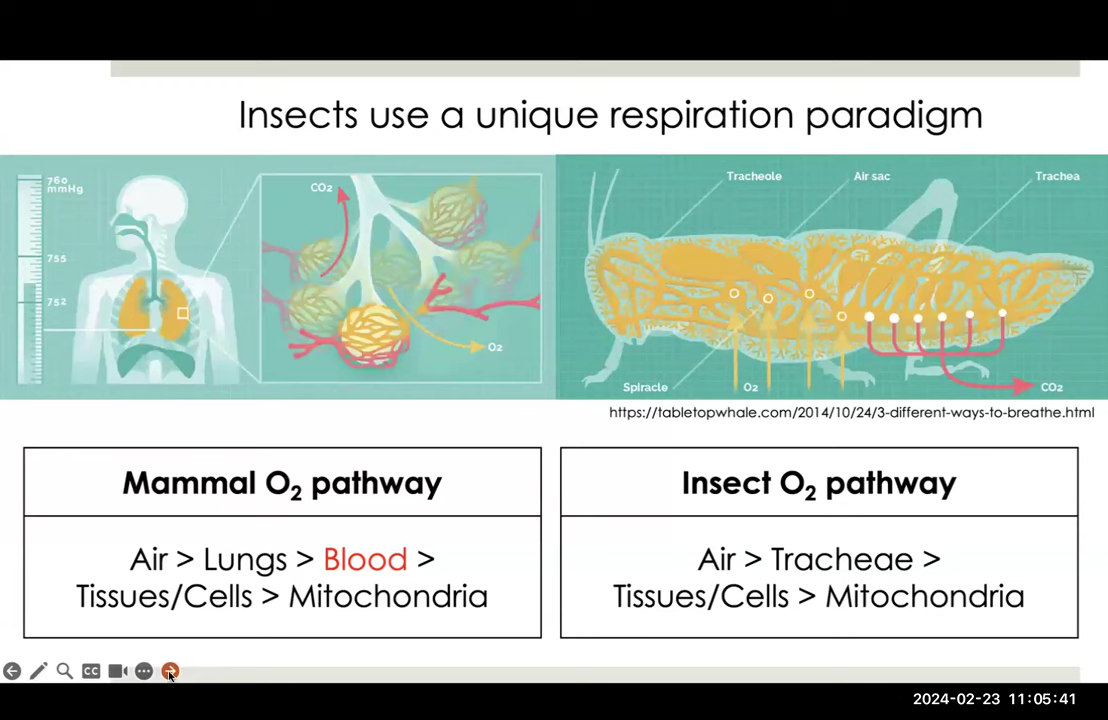 Insects use a unique respiration paradigm
760
mmHg
755
752
CO₂
O₂
Tracheole
Air sac
Trachea
Spiracle
O₂
CO₂
https://tabletopwhale.com/2014/10/24/3-different-ways-to-breathe.html
Mammal O₂ pathway
Air > Lungs > Blood >
Tissues/Cells > Mitochondria
Insect O₂ pathway
Air > Tracheae >
Tissues/Cells > Mitochondria
CC
2024-02-23 11:05:41